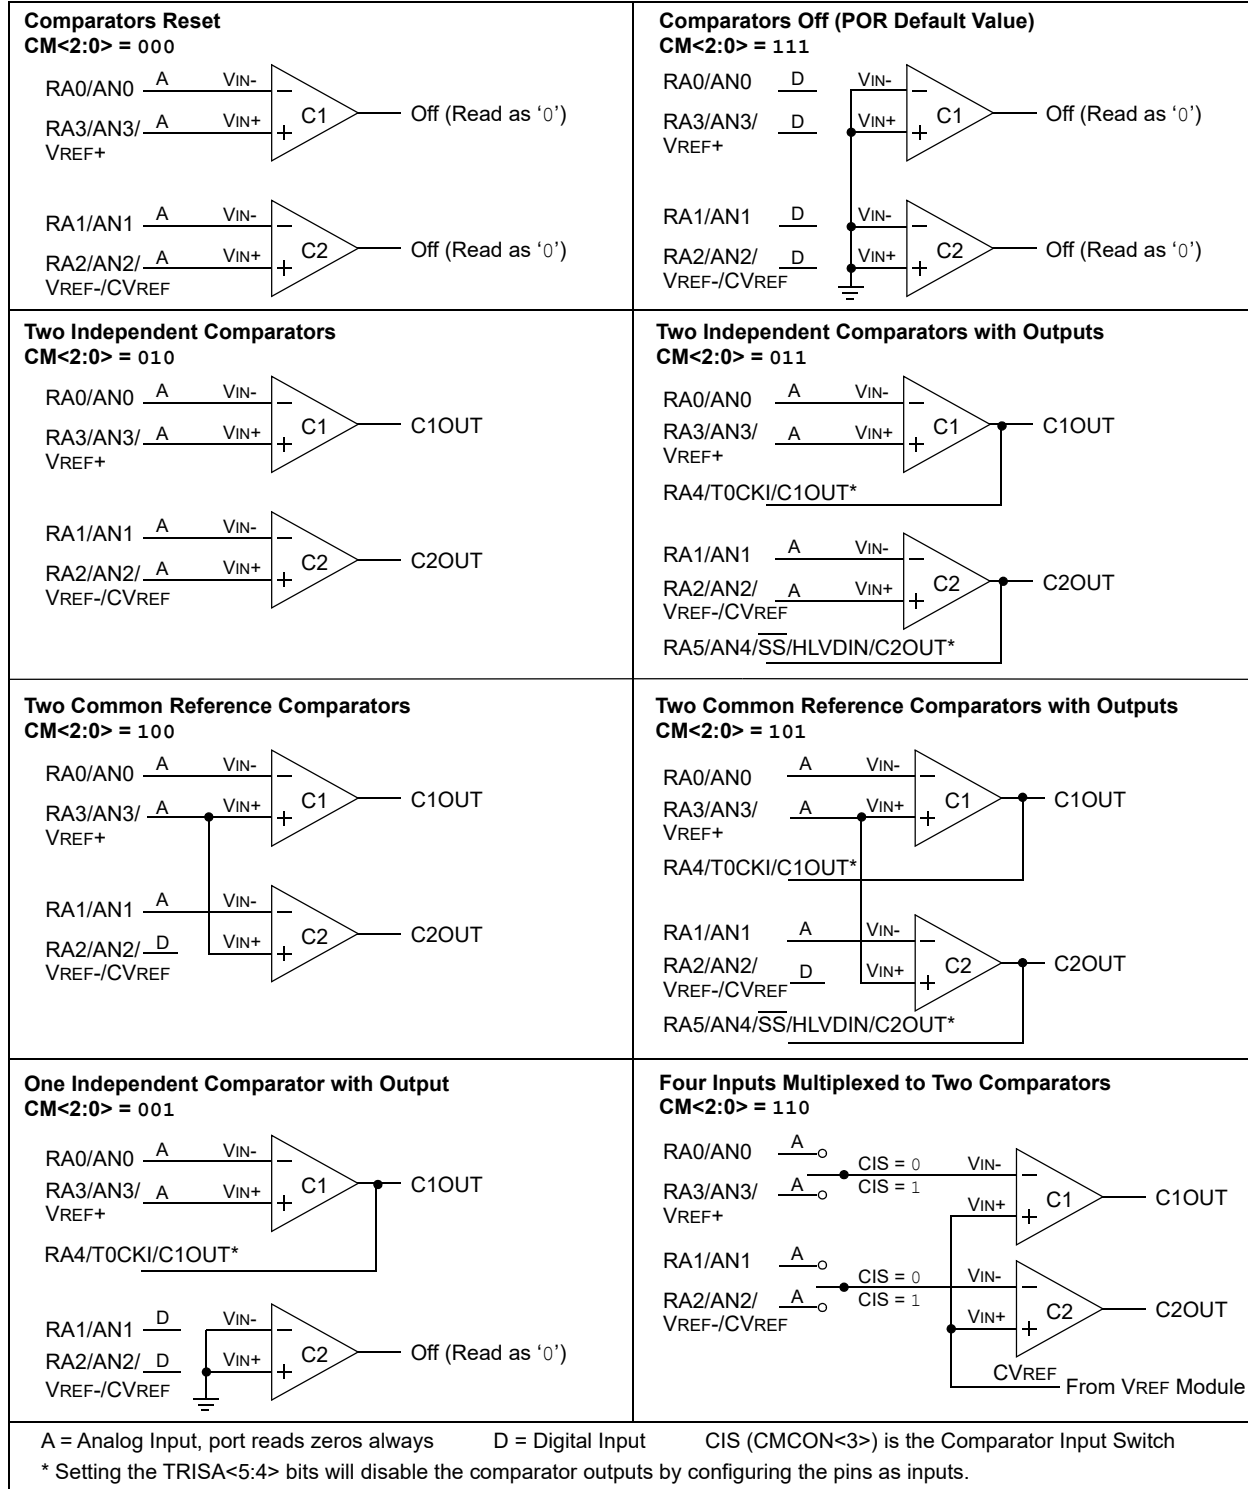 Comparators Reset
CM<2:0> = 000
RA0/AN0 A VIN-
RA3/AN3/ A VIN+
VREF+
C1
Off (Read as ‘0’)
RA1/AN1 A VIN-
RA2/AN2/ A VIN+
VREF-/CVREF
C2
Off (Read as ‘0’)
Comparators Off (POR Default Value)
CM<2:0> = 111
RA0/AN0 D VIN-
RA3/AN3/ D VIN+
VREF+
C1
Off (Read as ‘0’)
RA1/AN1 D VIN-
RA2/AN2/ D VIN+
VREF-/CVREF
C2
Off (Read as ‘0’)
Two Independent Comparators
CM<2:0> = 010
RA0/AN0 A VIN-
RA3/AN3/ A VIN+
VREF+
C1
C1OUT
RA1/AN1 A VIN-
RA2/AN2/ A VIN+
VREF-/CVREF
C2
C2OUT
Two Independent Comparators with Outputs
CM<2:0> = 011
RA0/AN0 A VIN-
RA3/AN3/ A VIN+
VREF+
C1
C1OUT
RA4/T0CKI/C1OUT*
RA1/AN1 A VIN-
RA2/AN2/ A VIN+
VREF-/CVREF
C2
C2OUT
RA5/AN4/SS/HLVDIN/C2OUT*
Two Common Reference Comparators
CM<2:0> = 100
RA0/AN0 A VIN-
RA3/AN3/ A VIN+
VREF+
C1
C1OUT
RA1/AN1 A VIN-
RA2/AN2/ D VIN+
VREF-/CVREF
C2
C2OUT
Two Common Reference Comparators with Outputs
CM<2:0> = 101
RA0/AN0 A VIN-
RA3/AN3/ A VIN+
VREF+
C1
C1OUT
RA4/T0CKI/C1OUT*
RA1/AN1 A VIN-
RA2/AN2/ D VIN+
VREF-/CVREF
C2
C2OUT
RA5/AN4/SS/HLVDIN/C2OUT*
One Independent Comparator with Output
CM<2:0> = 001
RA0/AN0 A VIN-
RA3/AN3/ A VIN+
VREF+
C1
C1OUT
RA4/T0CKI/C1OUT*
RA1/AN1 D VIN-
RA2/AN2/ D VIN+
VREF-/CVREF
C2
Off (Read as ‘0’)
Four Inputs Multiplexed to Two Comparators
CM<2:0> = 110
RA0/AN0 A
CIS = 0 VIN-
RA3/AN3/ A CIS = 1
VREF+
VIN+
C1
C1OUT
RA1/AN1 A
CIS = 0 VIN-
RA2/AN2/ A CIS = 1
VREF-/CVREF
VIN+
C2
C2OUT
CVREF
From VREF Module
A = Analog Input, port reads zeros always D = Digital Input CIS (CMCON<3>) is the Comparator Input Switch
* Setting the TRISA<5:4> bits will disable the comparator outputs by configuring the pins as inputs.